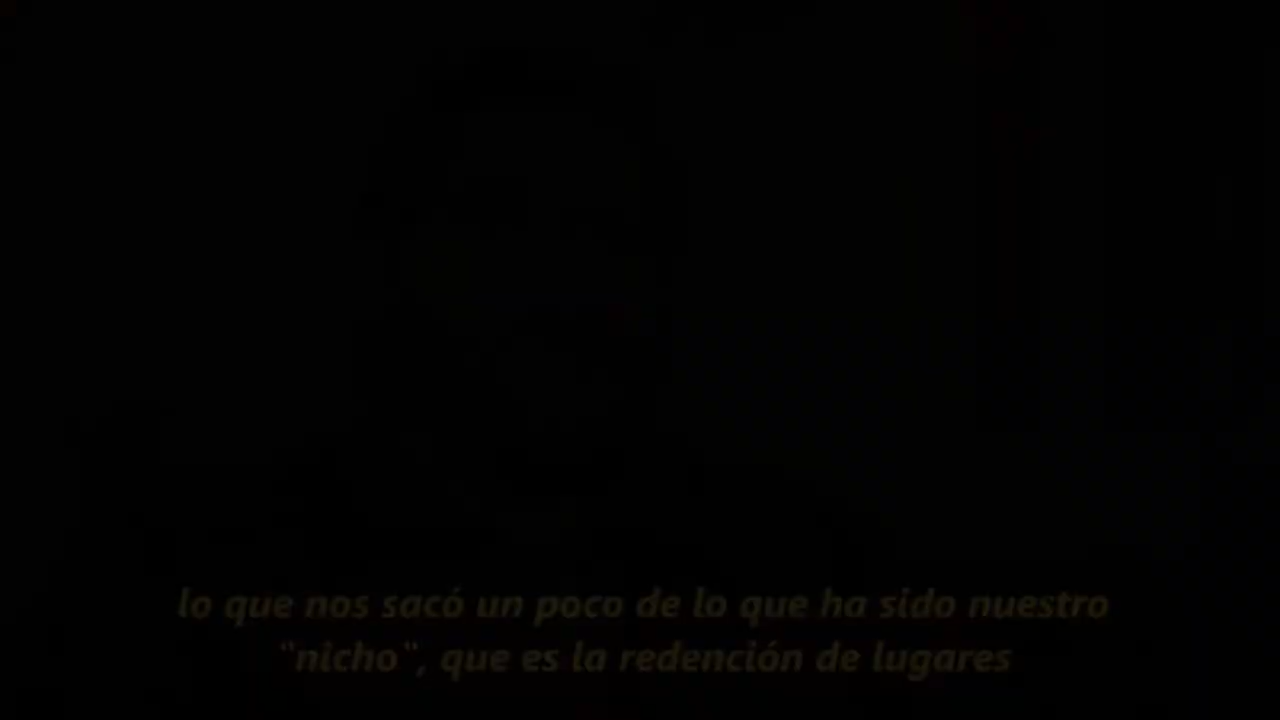 lo que nos sacó un poco de lo que ha sido nuestro
"nicho", que es la redención de lugares